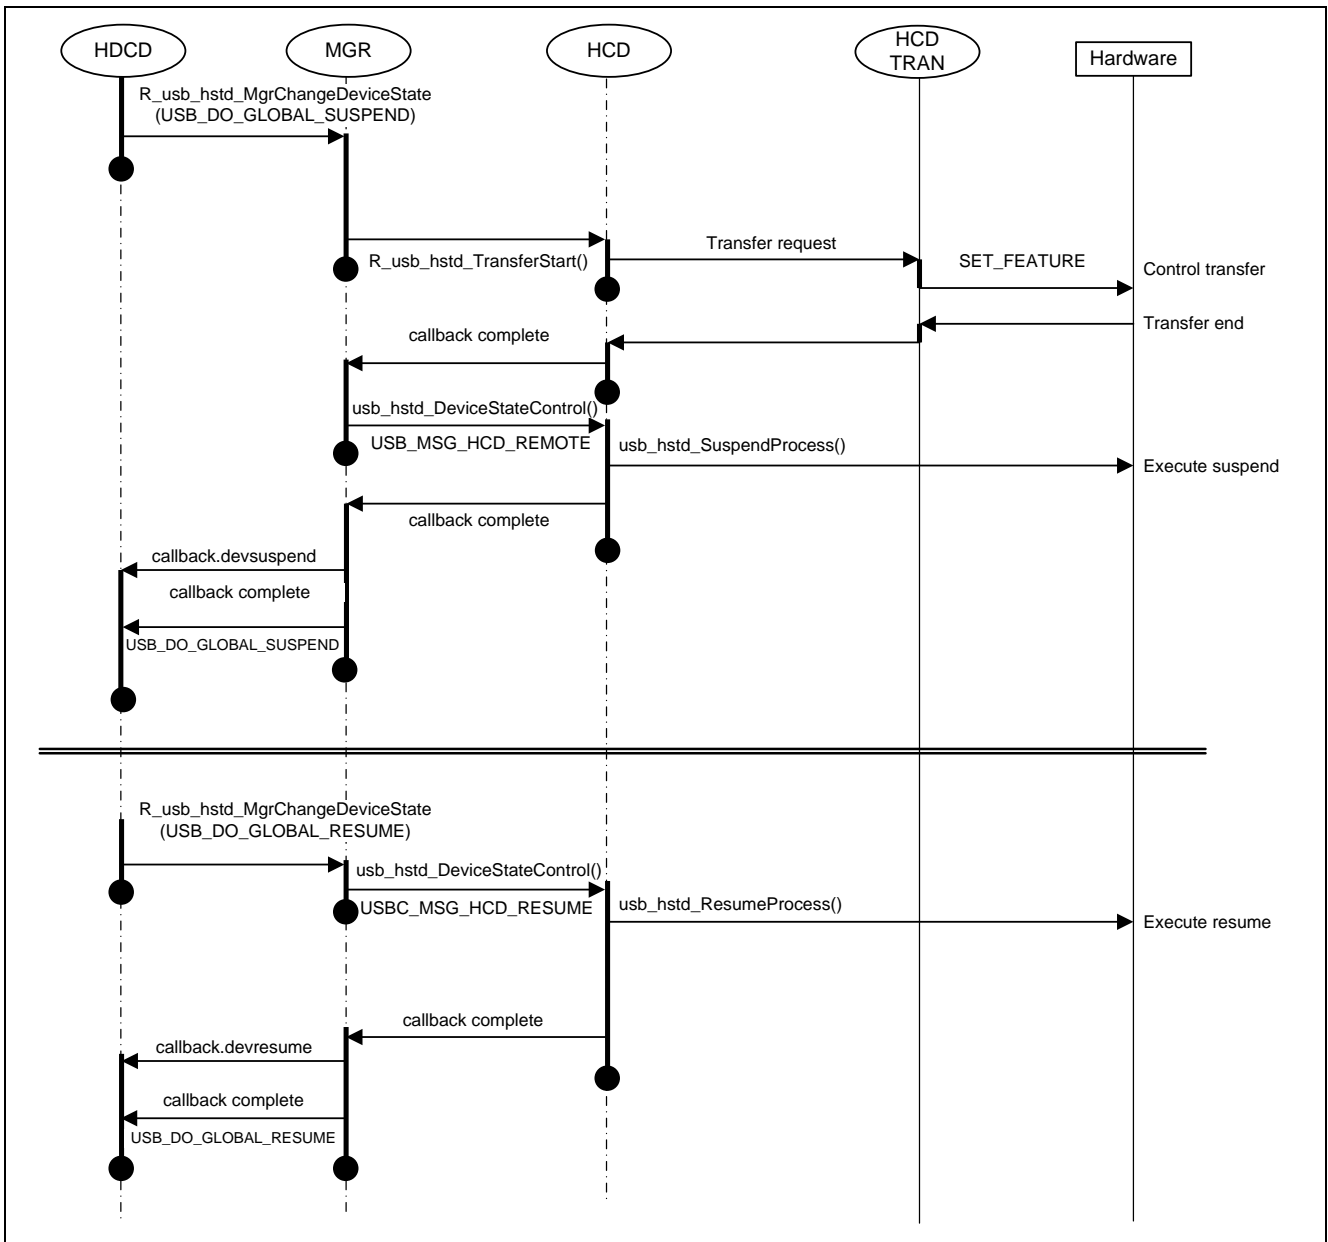 HDCD
MGR
HCD
HCD
TRAN
Hardware
R_usb_hstd_MgrChangeDeviceState
(USB_DO_GLOBAL_SUSPEND)
R_usb_hstd_TransferStart()
Transfer request
SET_FEATURE
Control transfer
Transfer end
callback complete
usb_hstd_DeviceStateControl()
USB_MSG_HCD_REMOTE
usb_hstd_SuspendProcess()
Execute suspend
callback complete
callback.devsuspend
callback complete
USB_DO_GLOBAL_SUSPEND
R_usb_hstd_MgrChangeDeviceState
(USB_DO_GLOBAL_RESUME)
usb_hstd_DeviceStateControl()
USBC_MSG_HCD_RESUME
usb_hstd_ResumeProcess()
Execute resume
callback complete
callback.devresume
callback complete
USB_DO_GLOBAL_RESUME